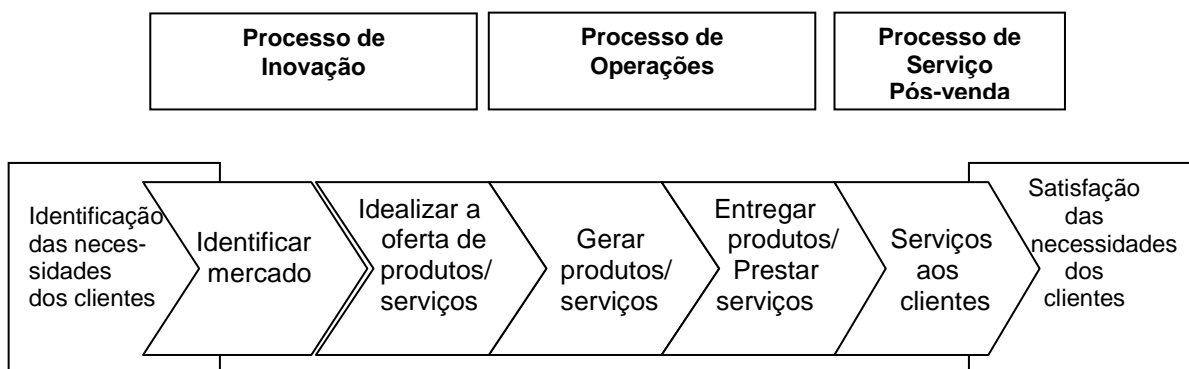 Processo de
Inovação
Processo de
Operações
Processo de
Serviço
Pós-venda
Identificação
das neces-
sidades
dos clientes
Identificar
mercado
Idealizar a
oferta de
produtos/
serviços
Gerar
produtos/
serviços
Entregar
produtos/
Prestar
serviços
Serviços
aos
clientes
Satisfação
das
necessidades
dos
clientes